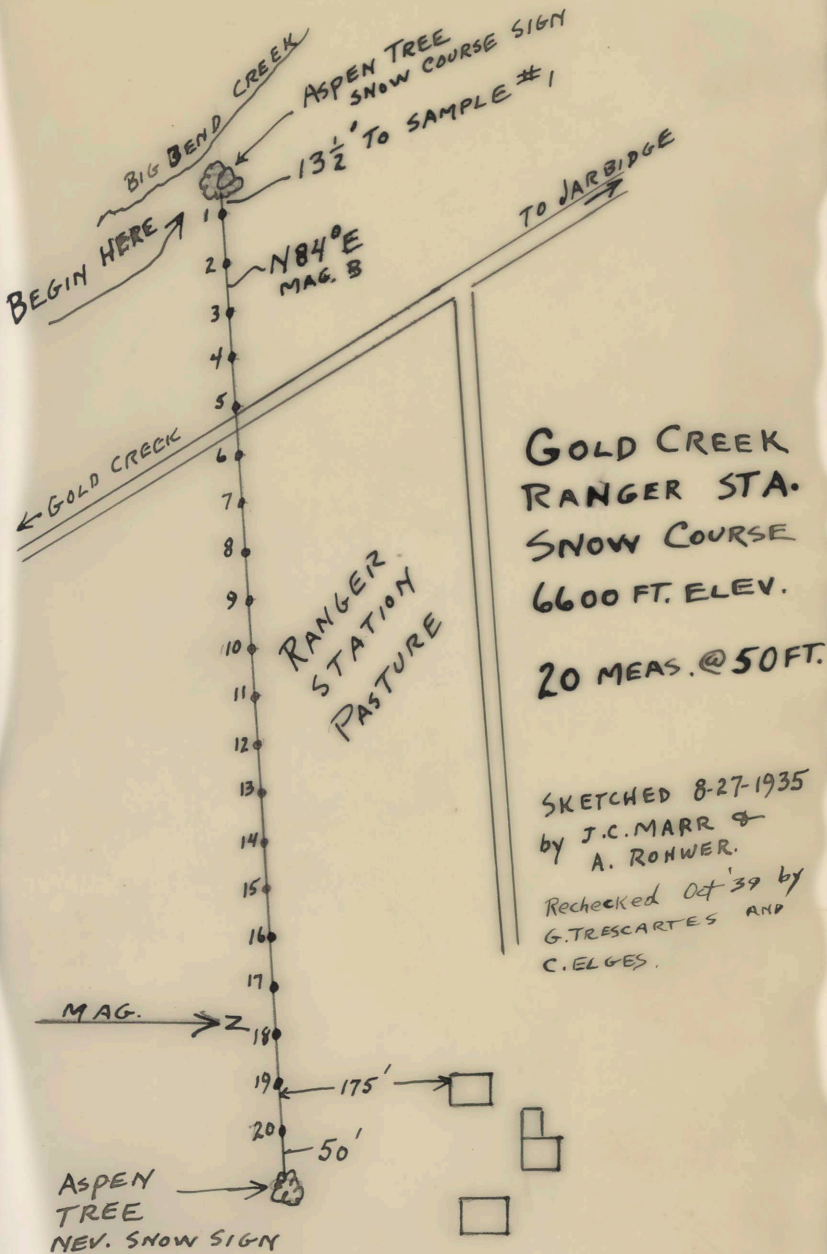 BIG BEND CREEK
ASPEN TREE
SNOW COURSE SIGN
13 1/2' TO SAMPLE #1
BEGIN HERE
TO JARBIDGE
N84°E
MAG. B
← GOLD CREEK
1
2
3
4
5
6
7
8
9
10
11
12
13
14
15
16
17
18
19
20
RANGER
STATION
PASTURE
GOLD CREEK
RANGER STA.
SNOW COURSE
6600 FT. ELEV.
20 MEAS. @ 50 FT.
SKETCHED 8-27-1935
by J.C. MARR &
A. ROHWER.
Rechecked Oct '39 by
G. TRESCARTES AND
C. ELGES.
MAG. N
175'
50'
ASPEN
TREE
NEV. SNOW SIGN